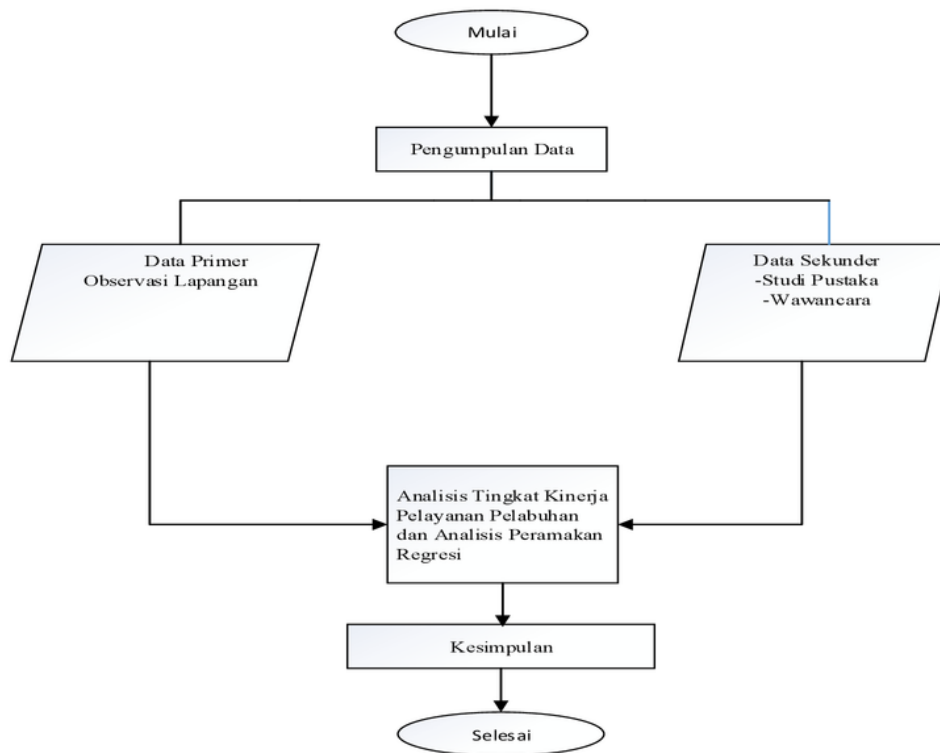 Mulai
Pengumpulan Data
Data Primer
Observasi Lapangan
Data Sekunder
-Studi Pustaka
-Wawancara
Analisis Tingkat Kinerja
Pelayanan Pelabuhan
dan Analisis Peramakan
Regresi
Kesimpulan
Selesai